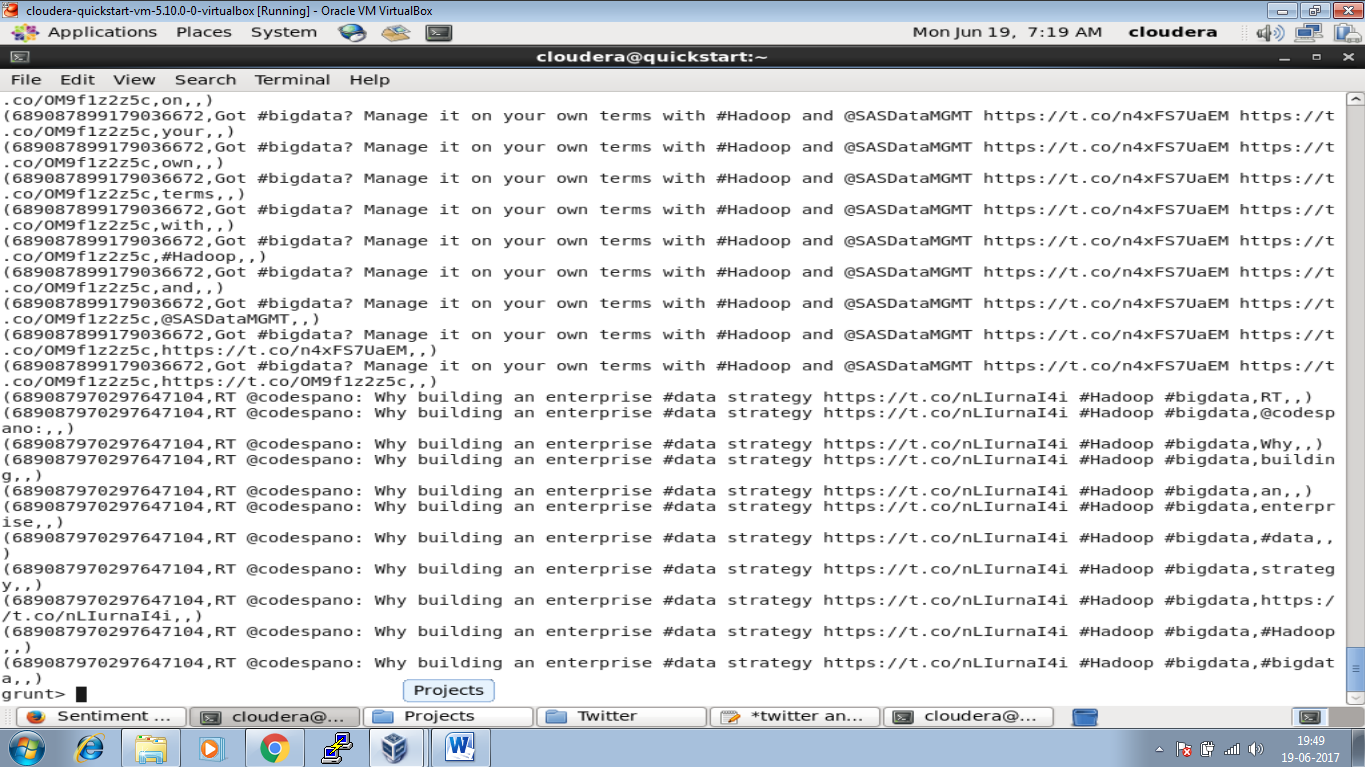 cloudera-quickstart-vm-5.10.0-0-virtualbox [Running] - Oracle VM VirtualBox
Applications Places System Mon Jun 19, 7:19 AM cloudera
cloudera@quickstart:~
File Edit View Search Terminal Help
.co/OM9f1z2z5c,on,,)
(689087899179036672,Got #bigdata? Manage it on your own terms with #Hadoop and @SASDataMGMT https://t.co/n4xFS7UaEM https://t
.co/OM9f1z2z5c,your,,)
(689087899179036672,Got #bigdata? Manage it on your own terms with #Hadoop and @SASDataMGMT https://t.co/n4xFS7UaEM https://t
.co/OM9f1z2z5c,own,,)
(689087899179036672,Got #bigdata? Manage it on your own terms with #Hadoop and @SASDataMGMT https://t.co/n4xFS7UaEM https://t
.co/OM9f1z2z5c,terms,,)
(689087899179036672,Got #bigdata? Manage it on your own terms with #Hadoop and @SASDataMGMT https://t.co/n4xFS7UaEM https://t
.co/OM9f1z2z5c,with,,)
(689087899179036672,Got #bigdata? Manage it on your own terms with #Hadoop and @SASDataMGMT https://t.co/n4xFS7UaEM https://t
.co/OM9f1z2z5c,#Hadoop,,)
(689087899179036672,Got #bigdata? Manage it on your own terms with #Hadoop and @SASDataMGMT https://t.co/n4xFS7UaEM https://t
.co/OM9f1z2z5c,and,,)
(689087899179036672,Got #bigdata? Manage it on your own terms with #Hadoop and @SASDataMGMT https://t.co/n4xFS7UaEM https://t
.co/OM9f1z2z5c,@SASDataMGMT,,)
(689087899179036672,Got #bigdata? Manage it on your own terms with #Hadoop and @SASDataMGMT https://t.co/n4xFS7UaEM https://t
.co/OM9f1z2z5c,https://t.co/n4xFS7UaEM,,)
(689087899179036672,Got #bigdata? Manage it on your own terms with #Hadoop and @SASDataMGMT https://t.co/n4xFS7UaEM https://t
.co/OM9f1z2z5c,https://t.co/OM9f1z2z5c,,)
(689087970297647104,RT @codespano: Why building an enterprise #data strategy https://t.co/nLIurnaI4i #Hadoop #bigdata,RT,,)
(689087970297647104,RT @codespano: Why building an enterprise #data strategy https://t.co/nLIurnaI4i #Hadoop #bigdata,@codesp
ano:,,)
(689087970297647104,RT @codespano: Why building an enterprise #data strategy https://t.co/nLIurnaI4i #Hadoop #bigdata,Why,,)
(689087970297647104,RT @codespano: Why building an enterprise #data strategy https://t.co/nLIurnaI4i #Hadoop #bigdata,buildin
g,,)
(689087970297647104,RT @codespano: Why building an enterprise #data strategy https://t.co/nLIurnaI4i #Hadoop #bigdata,an,,)
(689087970297647104,RT @codespano: Why building an enterprise #data strategy https://t.co/nLIurnaI4i #Hadoop #bigdata,enterpr
ise,,)
(689087970297647104,RT @codespano: Why building an enterprise #data strategy https://t.co/nLIurnaI4i #Hadoop #bigdata,#data,,
)
(689087970297647104,RT @codespano: Why building an enterprise #data strategy https://t.co/nLIurnaI4i #Hadoop #bigdata,strateg
y,,)
(689087970297647104,RT @codespano: Why building an enterprise #data strategy https://t.co/nLIurnaI4i #Hadoop #bigdata,https:/
/t.co/nLIurnaI4i,,)
(689087970297647104,RT @codespano: Why building an enterprise #data strategy https://t.co/nLIurnaI4i #Hadoop #bigdata,#Hadoop
,,)
(689087970297647104,RT @codespano: Why building an enterprise #data strategy https://t.co/nLIurnaI4i #Hadoop #bigdata,#bigdat
a,,)
grunt>
Projects
Sentiment ... cloudera@... Projects Twitter *twitter an... cloudera@...
19:49
19-06-2017